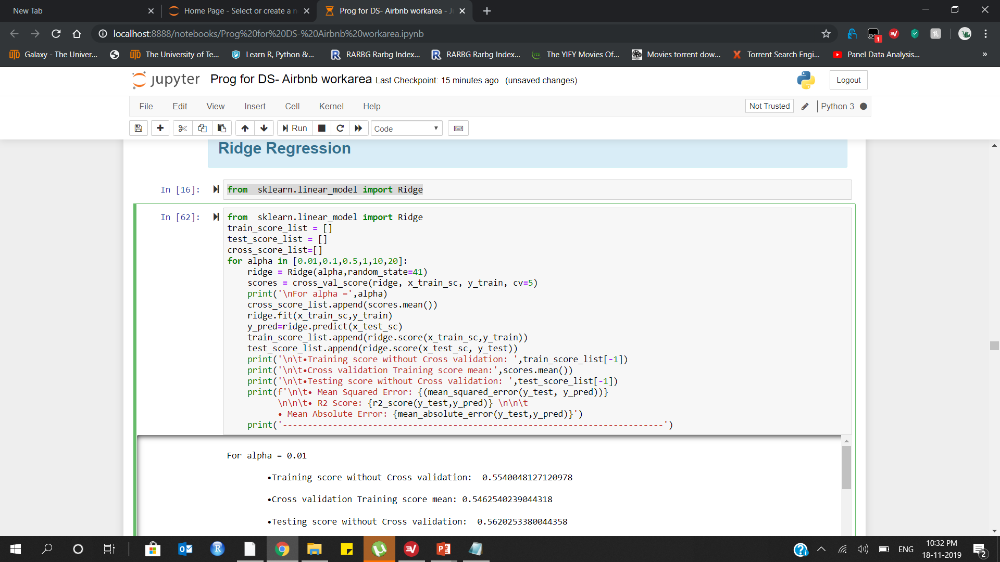 New Tab
Home Page - Select or create a n
Prog for DS- Airbnb workarea - J
localhost:8888/notebooks/Prog%20for%20DS-%20Airbnb%20workarea.ipynb
1
Galaxy - The Univer...
The University of Te...
Learn R, Python &...
RARBG Rarbg Index...
RARBG Rarbg Index...
The YIFY Movies Of...
Movies torrent dow...
Torrent Search Engi...
Panel Data Analysis...
»
jupyter Prog for DS- Airbnb workarea Last Checkpoint: 15 minutes ago (unsaved changes)
Logout
File Edit View Insert Cell Kernel Help
Not Trusted
Python 3
Run
Code
Ridge Regression
In [16]: from  sklearn.linear_model import Ridge
In [62]: from  sklearn.linear_model import Ridge
train_score_list = []
test_score_list = []
cross_score_list=[]
for alpha in [0.01,0.1,0.5,1,10,20]:
    ridge = Ridge(alpha,random_state=41)
    scores = cross_val_score(ridge, x_train_sc, y_train, cv=5)
    print('\nFor alpha =',alpha)
    cross_score_list.append(scores.mean())
    ridge.fit(x_train_sc,y_train)
    y_pred=ridge.predict(x_test_sc)
    train_score_list.append(ridge.score(x_train_sc,y_train))
    test_score_list.append(ridge.score(x_test_sc, y_test))
    print('\n\t•Training score without Cross validation: ',train_score_list[-1])
    print('\n\t•Cross validation Training score mean:',scores.mean())
    print('\n\t•Testing score without Cross validation: ',test_score_list[-1])
    print(f'\n\t• Mean Squared Error: {(mean_squared_error(y_test, y_pred))}
          \n\n\t• R2 Score: {r2_score(y_test,y_pred)} \n\n\t
          • Mean Absolute Error: {mean_absolute_error(y_test,y_pred)}')
    print('----------------------------------------------------------------------------')
For alpha = 0.01
•Training score without Cross validation:  0.5540048127120978
•Cross validation Training score mean: 0.5462540239044318
•Testing score without Cross validation:  0.5620253380044358
ENG
10:32 PM
18-11-2019
2